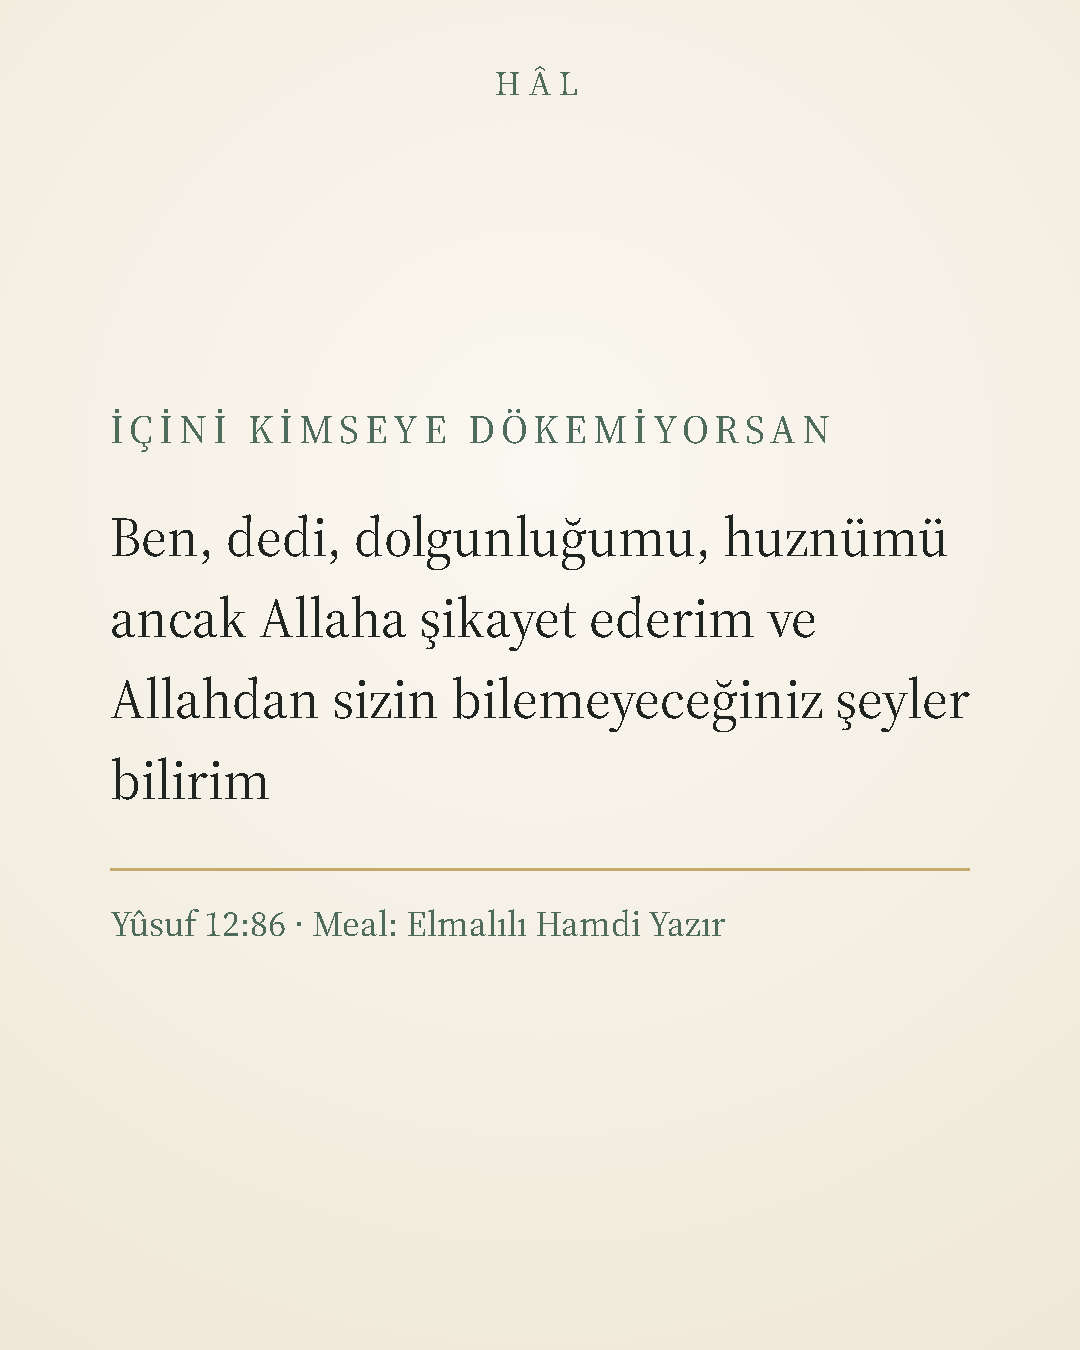 HÂL
İÇİNİ KİMSEYE DÖKEMİYORSAN
Ben, dedi, dolgunluğumu, huznümü
ancak Allaha şikayet ederim ve
Allahdan sizin bilemeyeceğiniz şeyler
bilirim
Yûsuf 12:86 · Meal: Elmalılı Hamdi Yazır